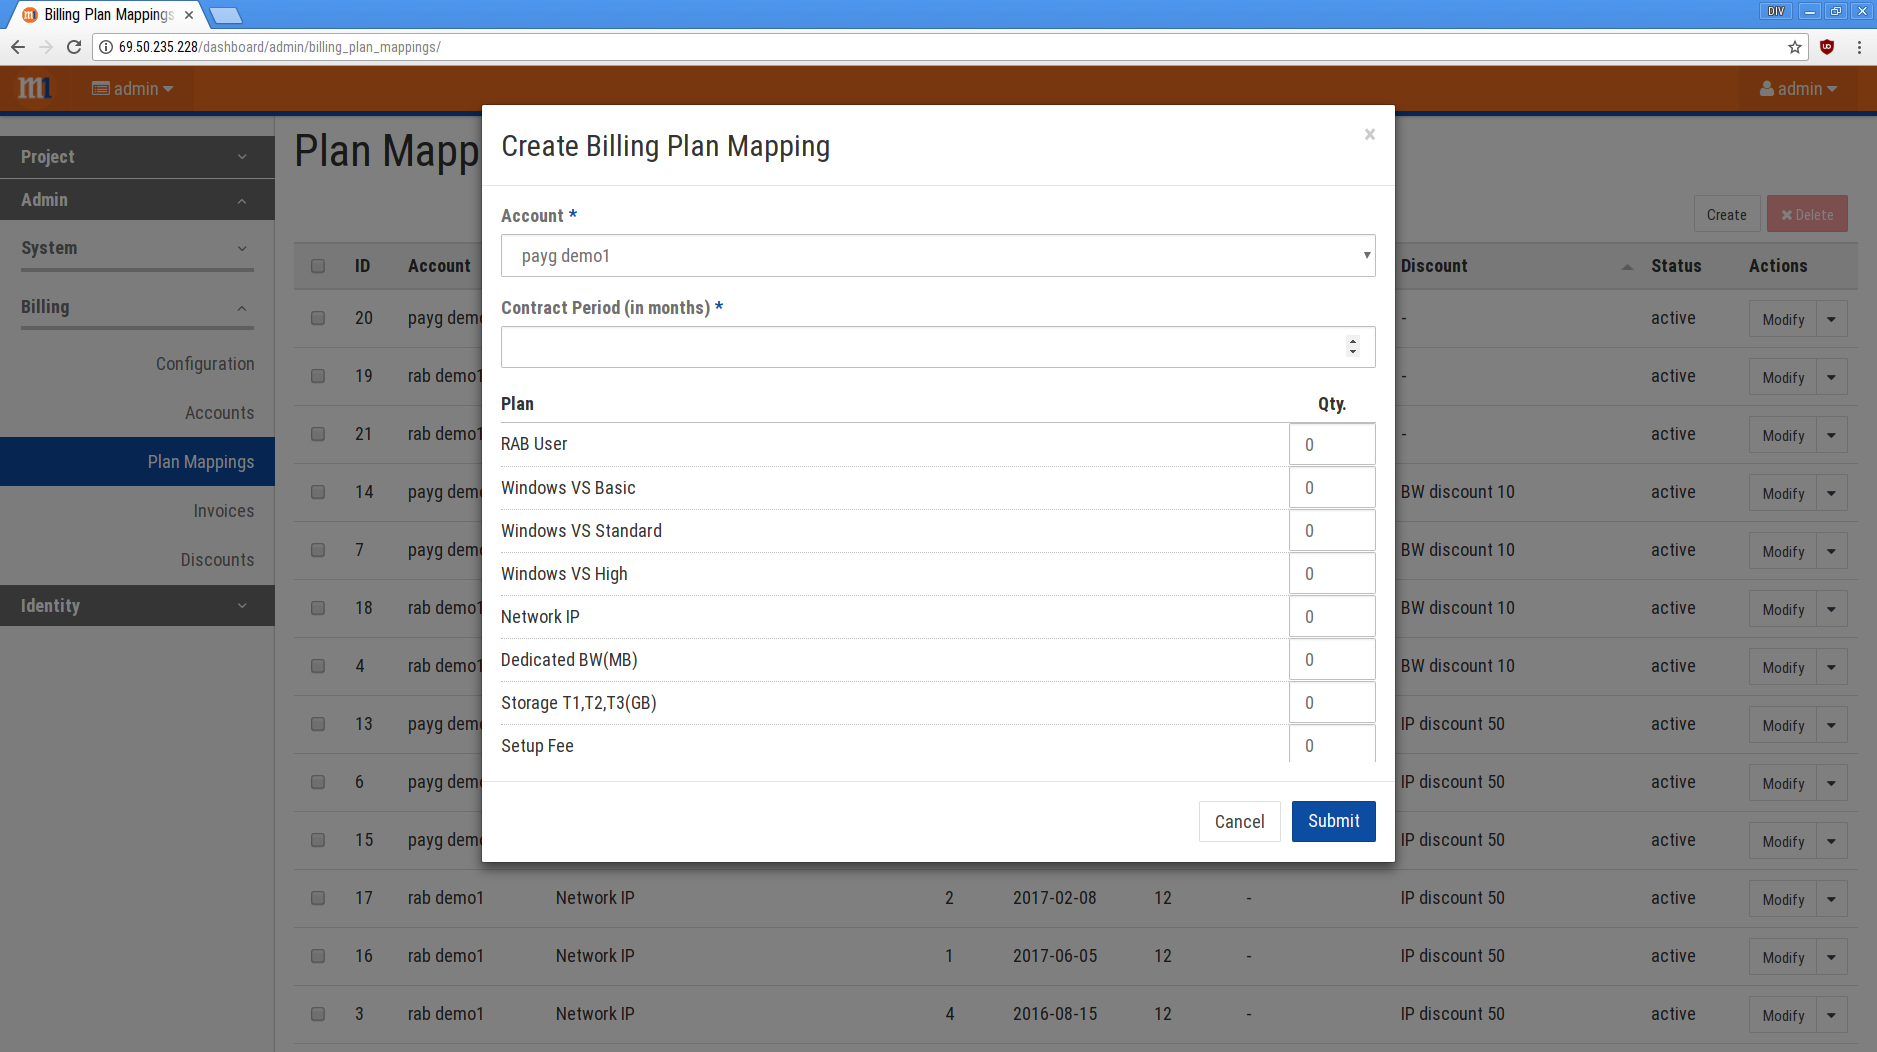 Billing Plan Mappings
DIV
69.50.235.228/dashboard/admin/billing_plan_mappings/
m1 admin admin
Project
Admin
System
Billing
Configuration
Accounts
Plan Mappings
Invoices
Discounts
Identity
Plan Mapp
Create Delete
ID Account Discount Status Actions
20 payg dem - active Modify
19 rab demo1 - active Modify
21 rab demo1 - active Modify
14 payg dem BW discount 10 active Modify
7 payg dem BW discount 10 active Modify
18 rab demo1 BW discount 10 active Modify
4 rab demo1 BW discount 10 active Modify
13 payg dem IP discount 50 active Modify
6 payg dem IP discount 50 active Modify
15 payg dem IP discount 50 active Modify
17 rab demo1 Network IP 2 2017-02-08 12 - IP discount 50 active Modify
16 rab demo1 Network IP 1 2017-06-05 12 - IP discount 50 active Modify
3 rab demo1 Network IP 4 2016-08-15 12 - IP discount 50 active Modify
Create Billing Plan Mapping ×
Account *
payg demo1
Contract Period (in months) *
Plan Qty.
RAB User 0
Windows VS Basic 0
Windows VS Standard 0
Windows VS High 0
Network IP 0
Dedicated BW(MB) 0
Storage T1,T2,T3(GB) 0
Setup Fee 0
Cancel Submit